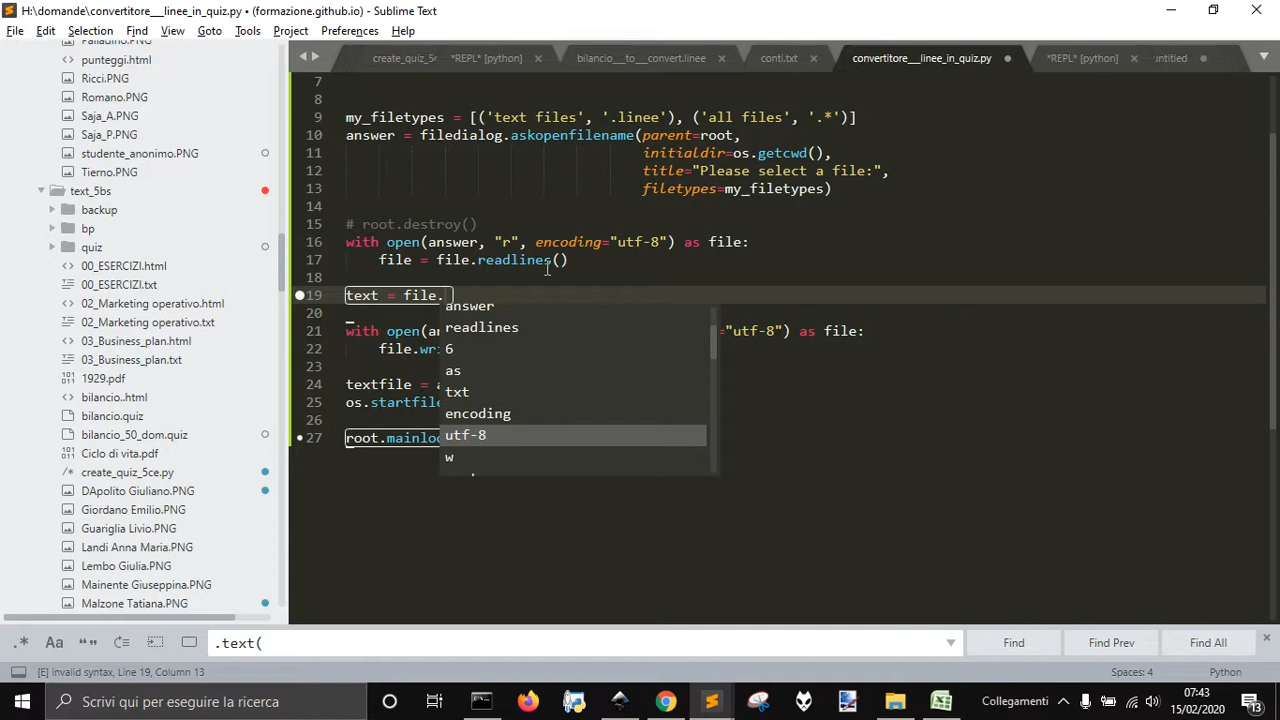 H:\domande\convertitore__linee_in_quiz.py • (formazione.github.io) - Sublime Text
File Edit Selection Find View Goto Tools Project Preferences Help
create_quiz_5c
*REPL* [python]
bilancio__to__convert.linee
conti.txt
convertitore__linee_in_quiz.py
*REPL* [python]
untitled
Palladino.PNG
punteggi.html
Ricci.PNG
Romano.PNG
Saja_A.PNG
Saja_P.PNG
studente_anonimo.PNG
Tierno.PNG
text_5bs
backup
bp
quiz
00_ESERCIZI.html
00_ESERCIZI.txt
02_Marketing operativo.html
02_Marketing operativo.txt
03_Business_plan.html
03_Business_plan.txt
1929.pdf
bilancio..html
bilancio.quiz
bilancio_50_dom.quiz
Ciclo di vita.pdf
create_quiz_5ce.py
DApolito Giuliano.PNG
Giordano Emilio.PNG
Guariglia Livio.PNG
Landi Anna Maria.PNG
Lembo Giulia.PNG
Mainente Giuseppina.PNG
Malzone Tatiana.PNG
7
8
9 my_filetypes = [('text files', '.linee'), ('all files', '.*')]
10 answer = filedialog.askopenfilename(parent=root,
11 initialdir=os.getcwd(),
12 title="Please select a file:",
13 filetypes=my_filetypes)
14
15 # root.destroy()
16 with open(answer, "r", encoding="utf-8") as file:
17 file = file.readlines()
18
19 text = file.
20
21 with open(an ="utf-8") as file:
22 file.wri
23
24 textfile = a
25 os.startfile
26
27 root.mainloo
answer
readlines
6
as
txt
encoding
utf-8
w
.* Aa .text( Find Find Prev Find All
[E] invalid syntax, Line 19, Column 13 Spaces: 4 Python
Scrivi qui per eseguire la ricerca
Collegamenti
07:43
15/02/2020
13